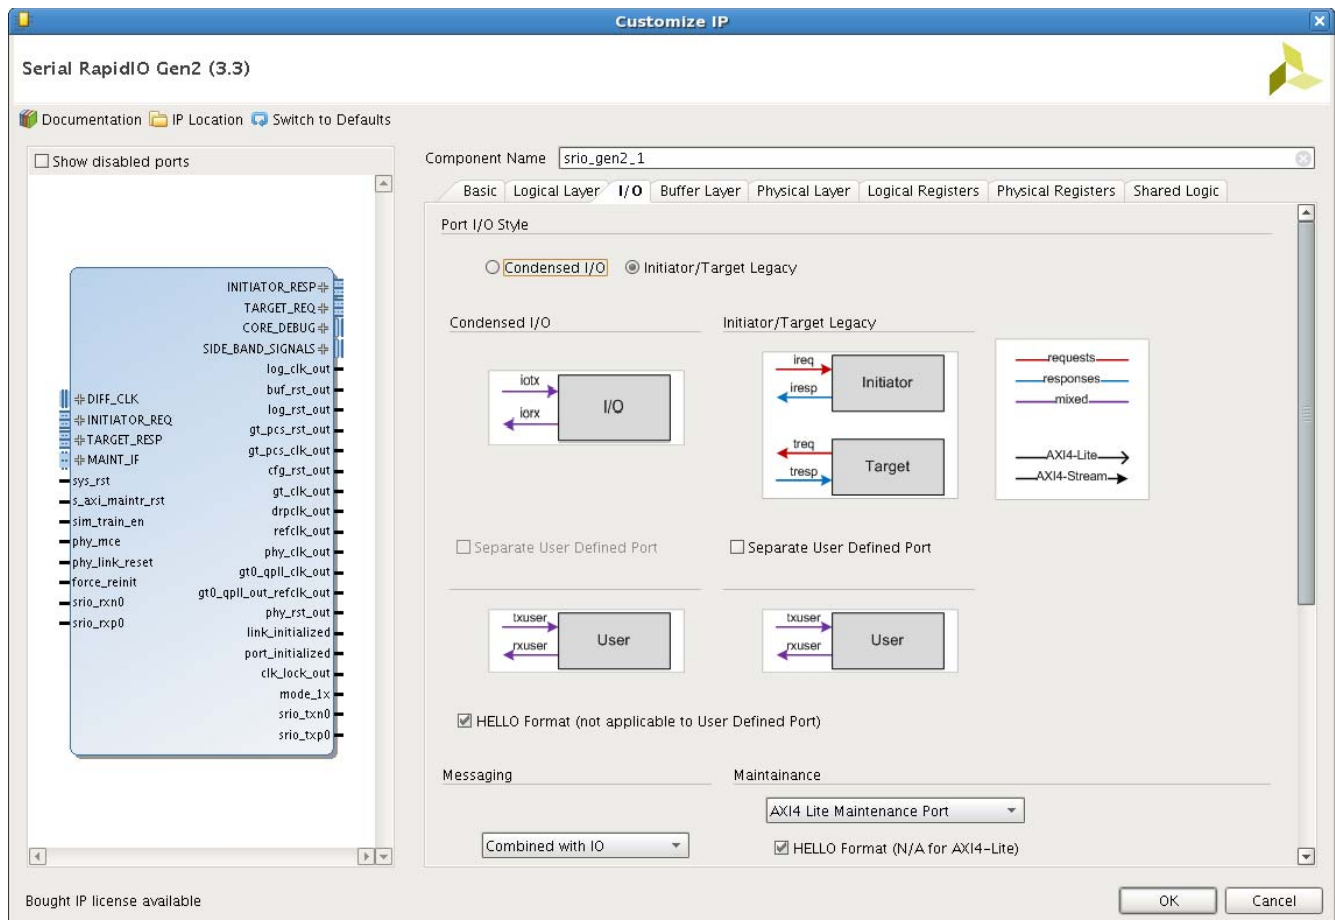 Customize IP
Serial RapidIO Gen2 (3.3)
Documentation IP Location Switch to Defaults
Show disabled ports
INITIATOR_RESP
TARGET_REQ
CORE_DEBUG
SIDE_BAND_SIGNALS
log_clk_out
buf_rst_out
log_rst_out
gt_pcs_rst_out
gt_pcs_clk_out
cfg_rst_out
gt_clk_out
drpclk_out
refclk_out
phy_clk_out
gt0_qpll_clk_out
gt0_qpll_out_refclk_out
phy_rst_out
link_initialized
port_initialized
clk_lock_out
mode_1x
srio_txn0
srio_txp0
DIFF_CLK
INITIATOR_REQ
TARGET_RESP
MAINT_IF
sys_rst
s_axi_maintr_rst
sim_train_en
phy_mce
phy_link_reset
force_reinit
srio_rxn0
srio_rxp0
Component Name srio_gen2_1
Basic Logical Layer I/O Buffer Layer Physical Layer Logical Registers Physical Registers Shared Logic
Port I/O Style
Condensed I/O Initiator/Target Legacy
Condensed I/O
iotx
iorx
I/O
Initiator/Target Legacy
ireq
iresp
Initiator
treq
tresp
Target
requests
responses
mixed
AXI4-Lite
AXI4-Stream
Separate User Defined Port
Separate User Defined Port
txuser
rxuser
User
txuser
rxuser
User
HELLO Format (not applicable to User Defined Port)
Messaging
Combined with IO
Maintainance
AXI4 Lite Maintenance Port
HELLO Format (N/A for AXI4-Lite)
Bought IP license available
OK Cancel